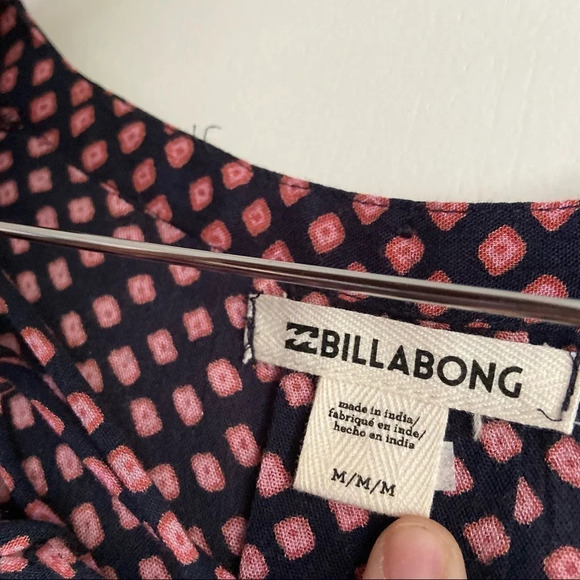 BILLABONG
made in india/
fabriqué en inde/
hecho en india
M/M/M